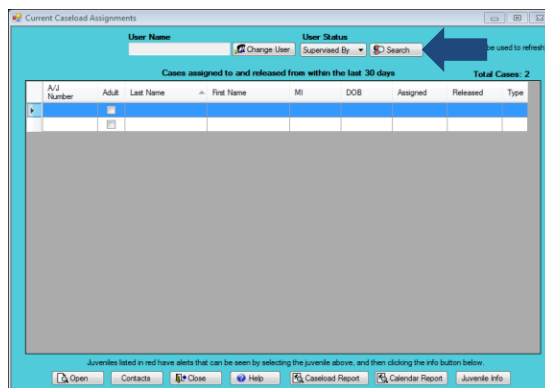 Current Caseload Assignments
User Name
User Status
Change User
Supervised By
Search
be used to refresh
Cases assigned to and released from within the last 30 days
Total Cases: 2
A/J Number Adult Last Name First Name MI DOB Assigned Released Type
Juveniles listed in red have alerts that can be seen by selecting the juvenile above, and then clicking the info button below.
Open Contacts Close Help Caseload Report Calendar Report Juvenile Info